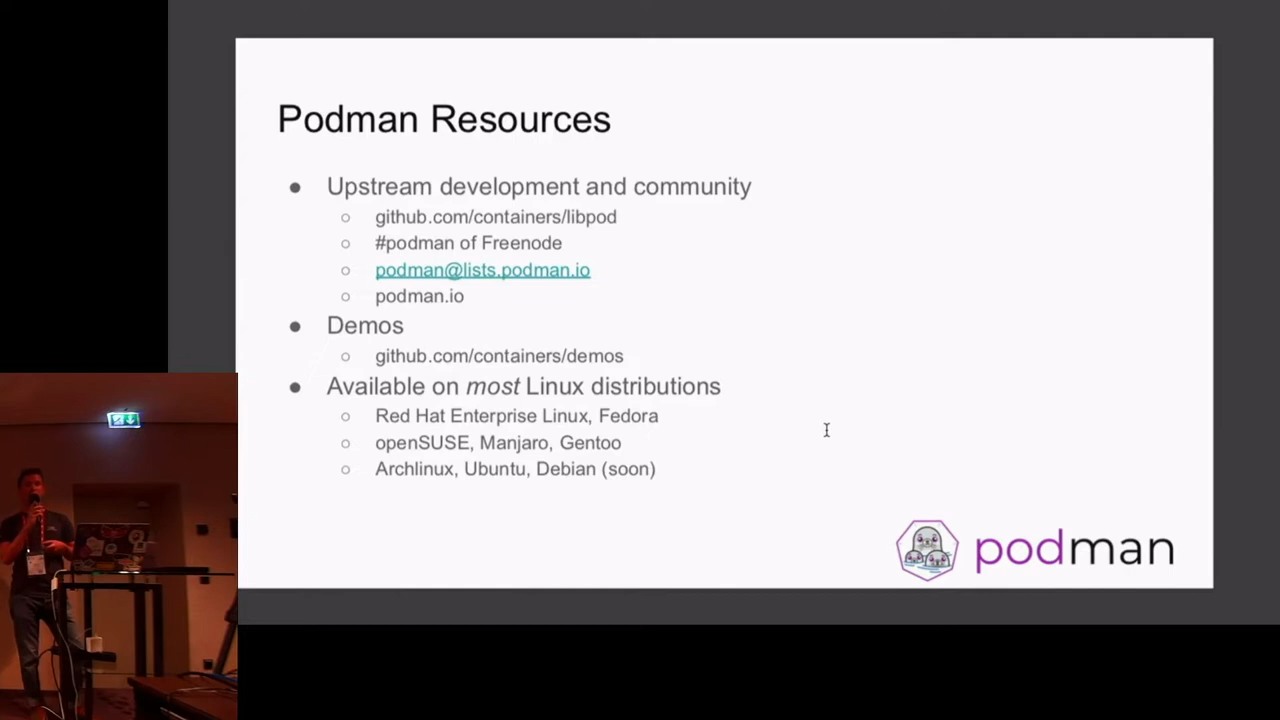 Podman Resources
● Upstream development and community
○ github.com/containers/libpod
○ #podman of Freenode
○ podman@lists.podman.io
○ podman.io
● Demos
○ github.com/containers/demos
● Available on most Linux distributions
○ Red Hat Enterprise Linux, Fedora
○ openSUSE, Manjaro, Gentoo
○ Archlinux, Ubuntu, Debian (soon)
podman